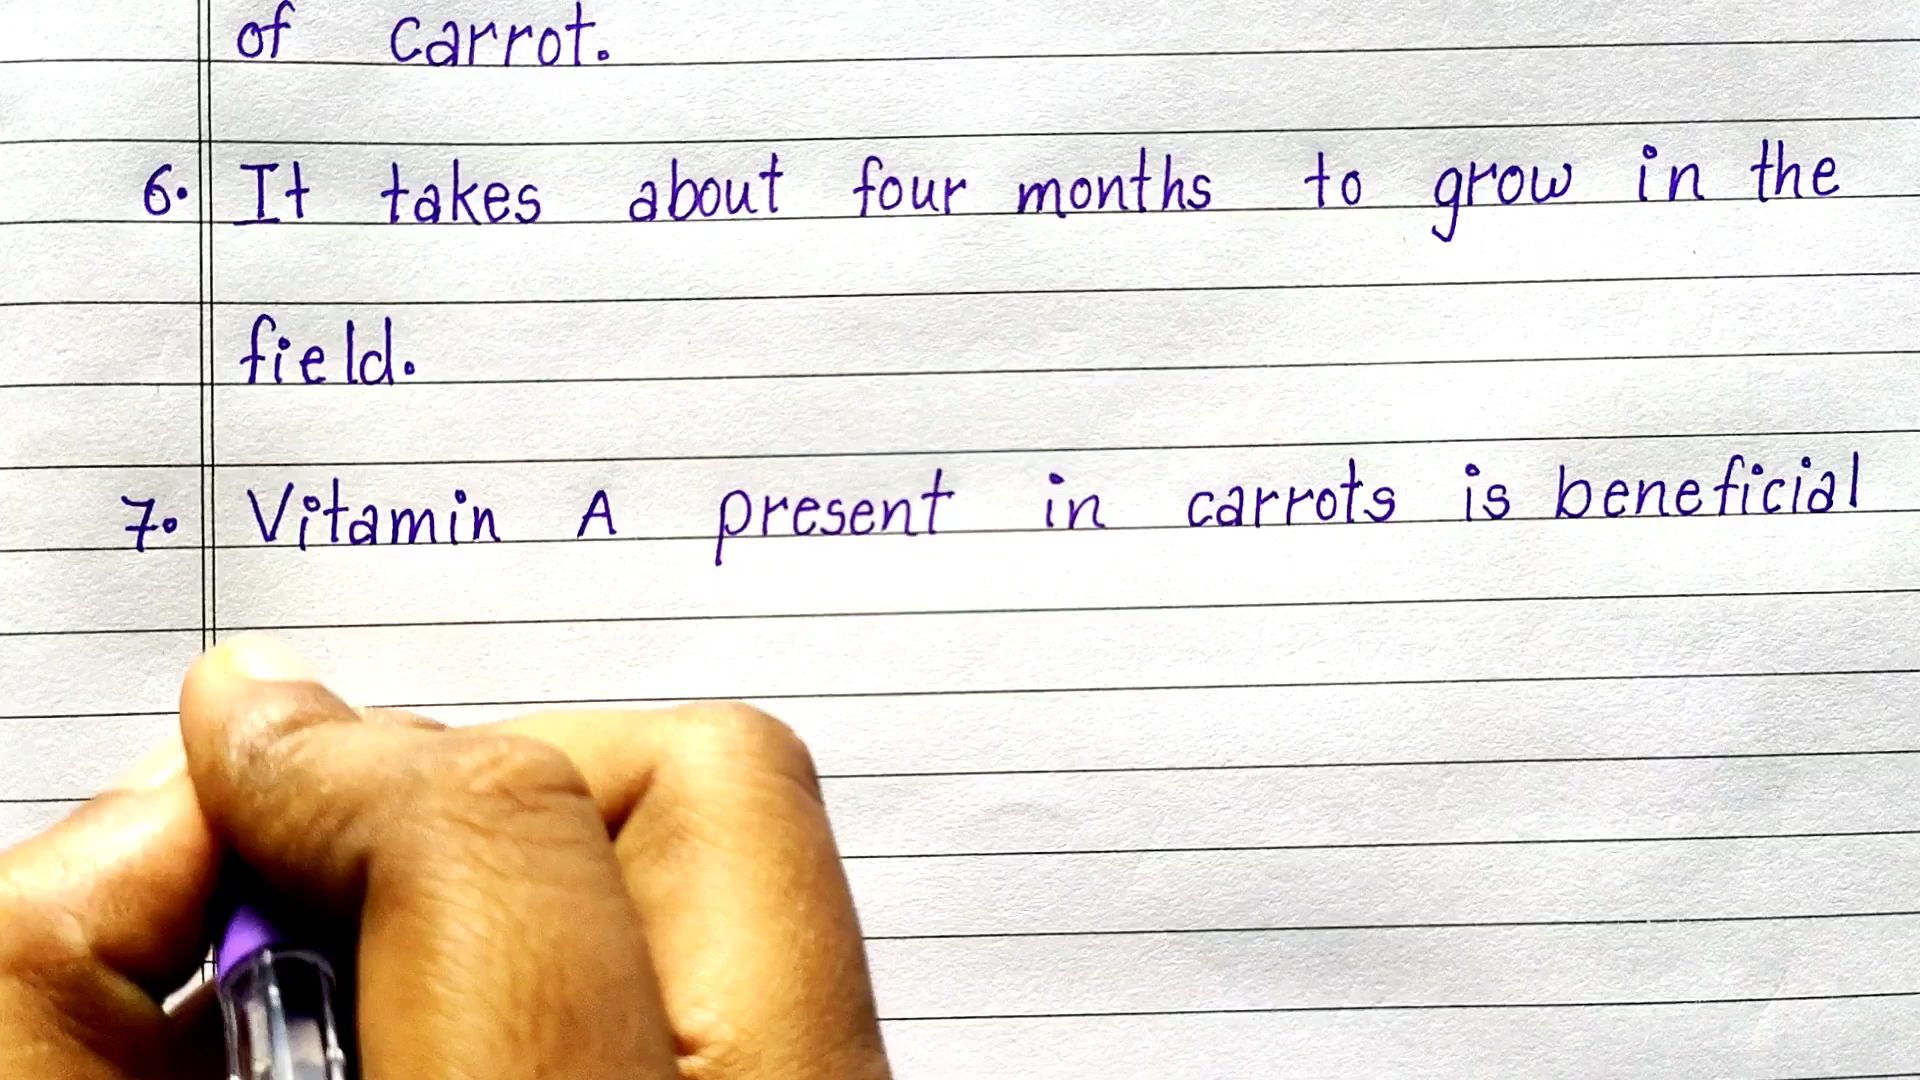 of carrot.
6. It takes about four months to grow in the
field.
7. Vitamin A present in carrots is beneficial